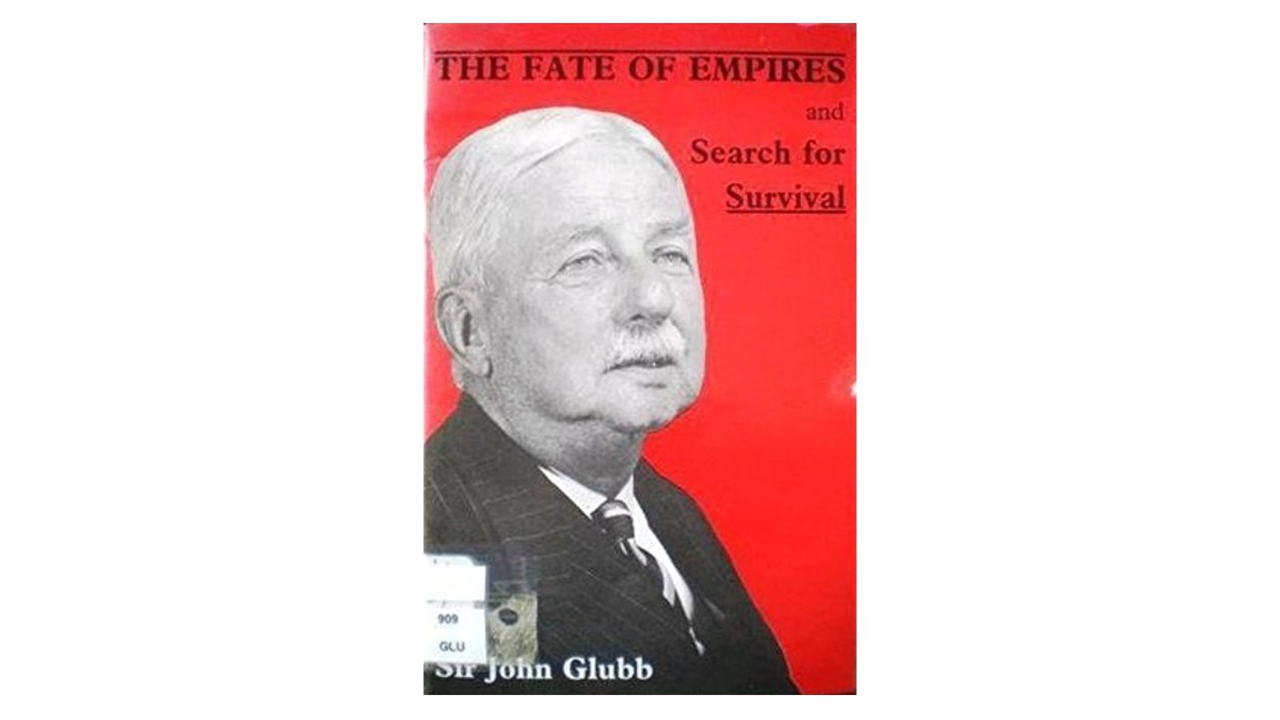 THE FATE OF EMPIRES
and
Search for
Survival
909
GLU
Sir John Glubb